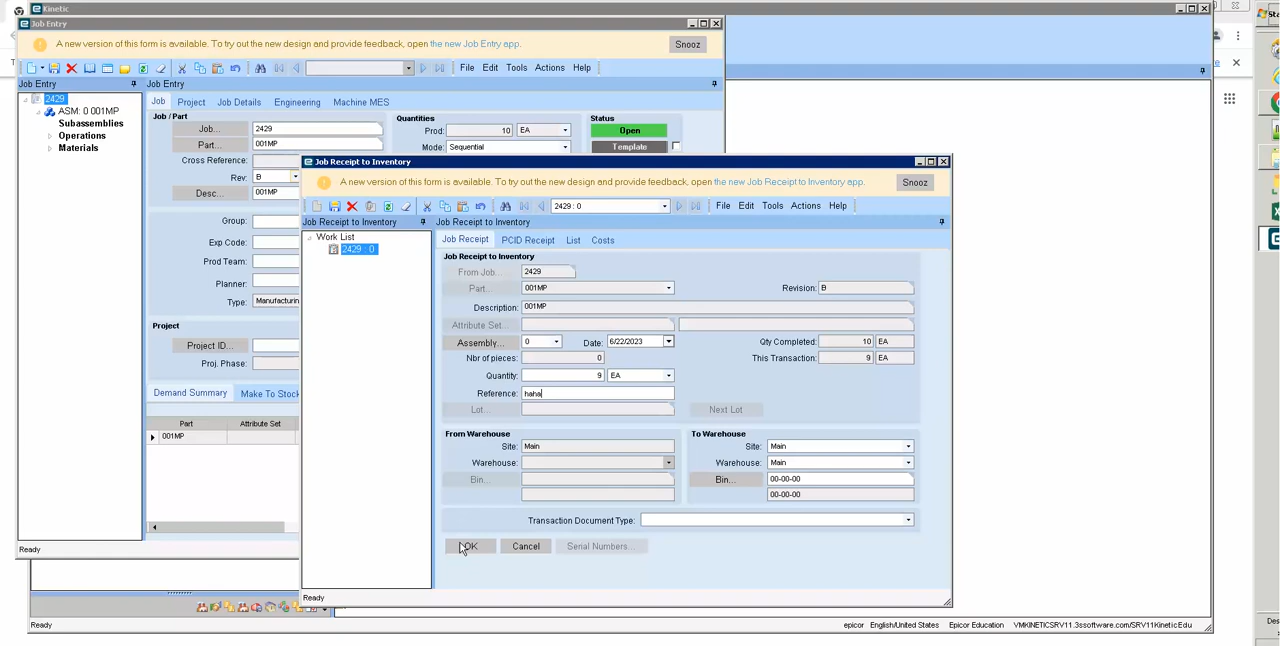 Kinetic
Job Entry
A new version of this form is available. To try out the new design and provide feedback, open the new Job Entry app.
Snooz
File Edit Tools Actions Help
Job Entry
Job Entry
2429
ASM: 0 001MP
Subassemblies
Operations
Materials
Job Project Job Details Engineering Machine MES
Job / Part
Quantities
Status
Job...
2429
Prod:
10
EA
Open
Part...
001MP
Mode:
Sequential
Template
Cross Reference:
Rev:
B
Desc...
001MP
Group:
Exp Code:
Prod Team:
Planner:
Type:
Manufacturin
Project
Project ID...
Proj. Phase:
Demand Summary
Make To Stock
Part
Attribute Set
001MP
Ready
Job Receipt to Inventory
A new version of this form is available. To try out the new design and provide feedback, open the new Job Receipt to Inventory app.
Snooz
2429 : 0
File Edit Tools Actions Help
Job Receipt to Inventory
Job Receipt to Inventory
Work List
2429 : 0
Job Receipt PCID Receipt List Costs
Job Receipt to Inventory
From Job...
2429
Part...
001MP
Revision:
B
Description:
001MP
Attribute Set...
Assembly...
0
Date:
6/22/2023
Qty Completed:
10
EA
Nbr of pieces:
0
This Transaction:
9
EA
Quantity:
9
EA
Reference:
haha
Lot...
Next Lot
From Warehouse
To Warehouse
Site:
Main
Site:
Main
Warehouse:
Warehouse:
Main
Bin...
Bin...
00-00-00
00-00-00
Transaction Document Type:
OK
Cancel
Serial Numbers...
Ready
Ready
epicor English/United States Epicor Education VMKINETICSRV11.3ssoftware.com/SRV11KineticEdu